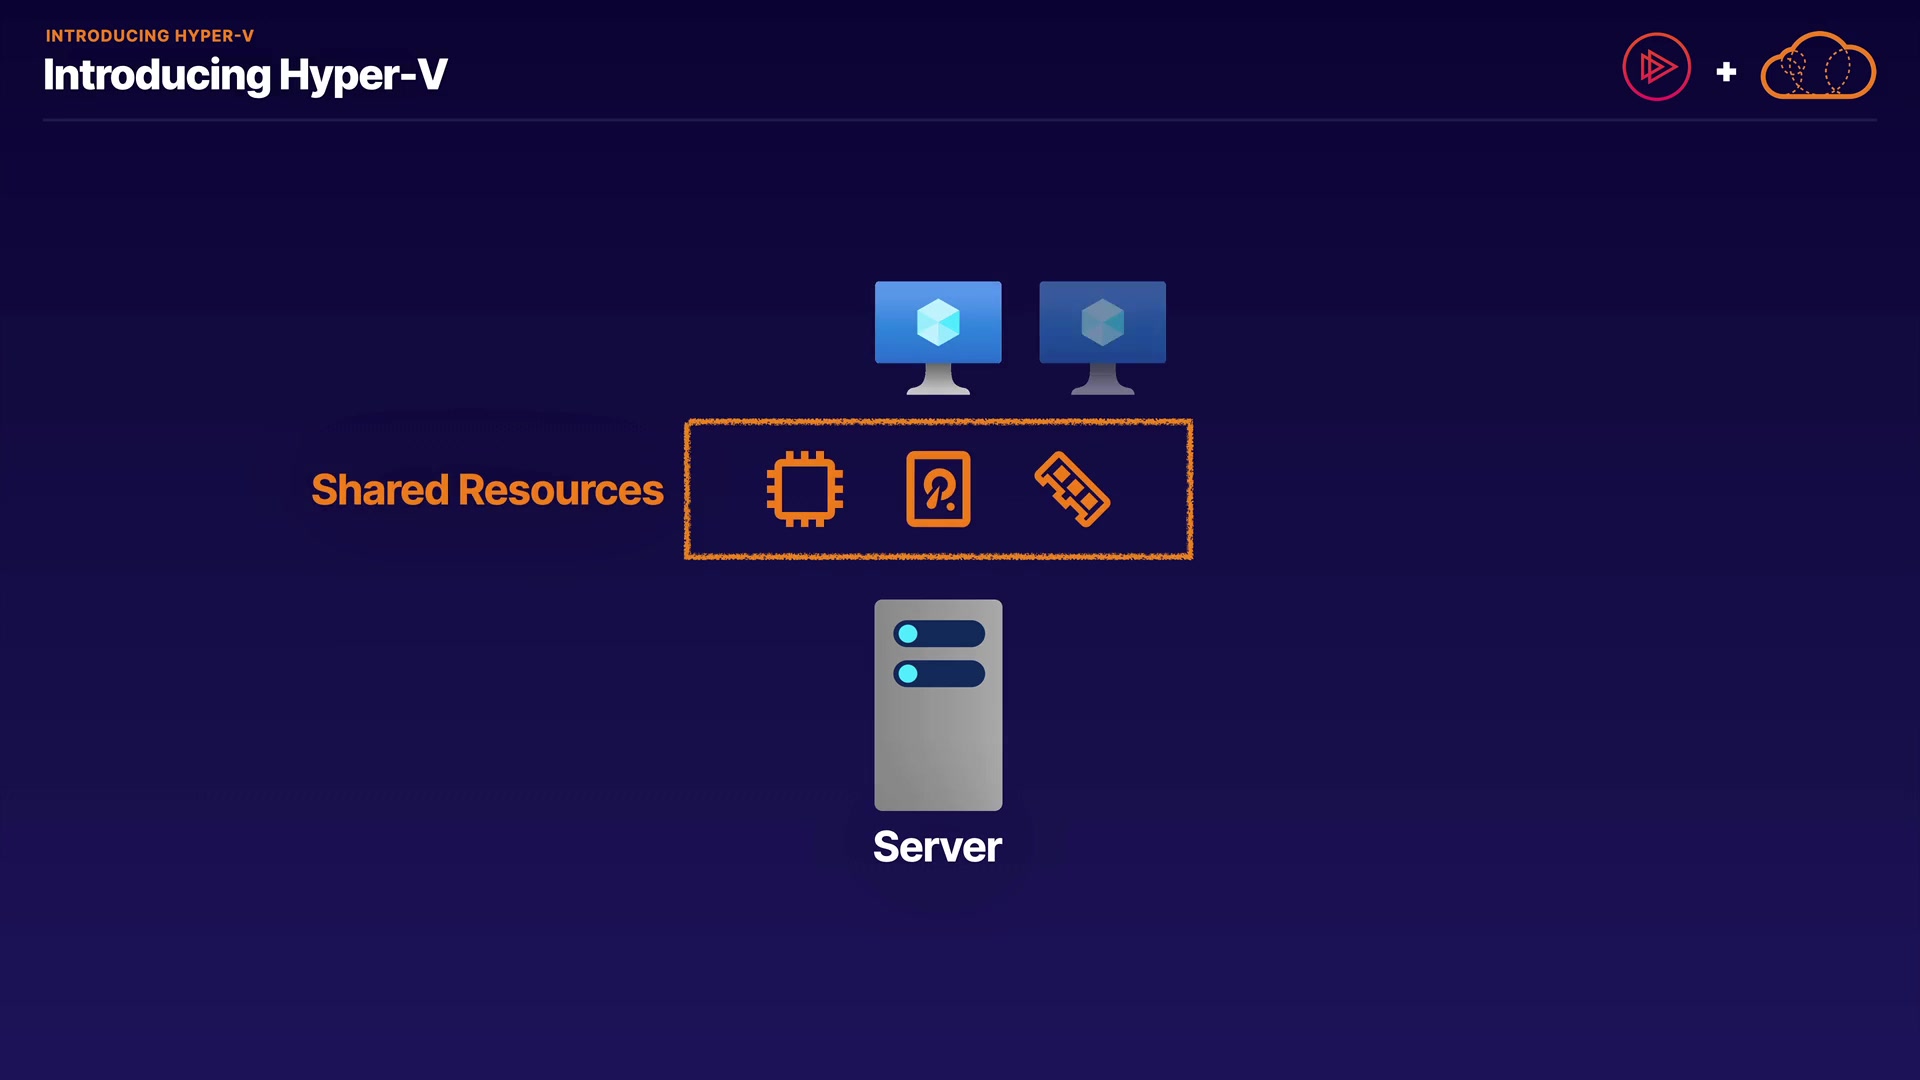 INTRODUCING HYPER-V
Introducing Hyper-V
Shared Resources
Server